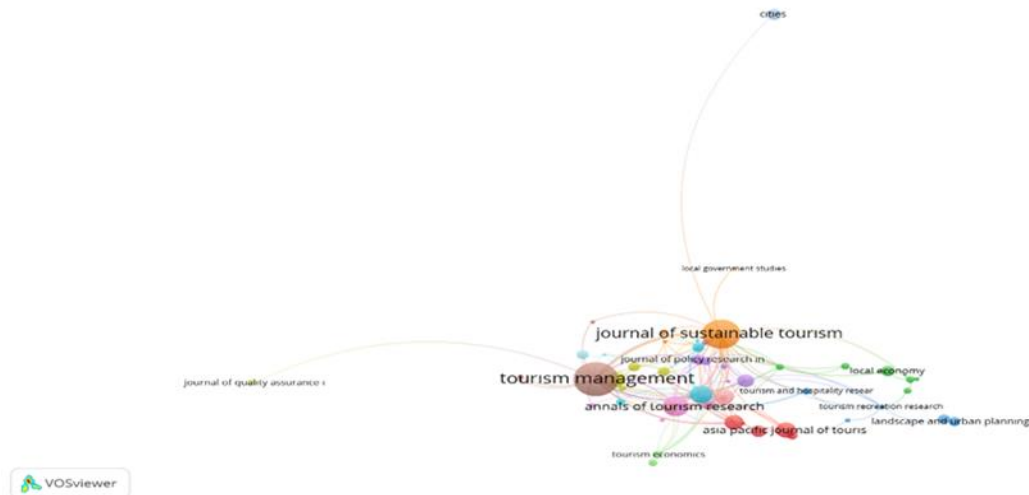 cities
local government studies
journal of sustainable tourism
journal of policy research in
local economy
tourism management
journal of quality assurance i
tourism and hospitality resear
annals of tourism research
tourism recreation research
landscape and urban planning
asia pacific journal of touris
tourism economics
VOSviewer